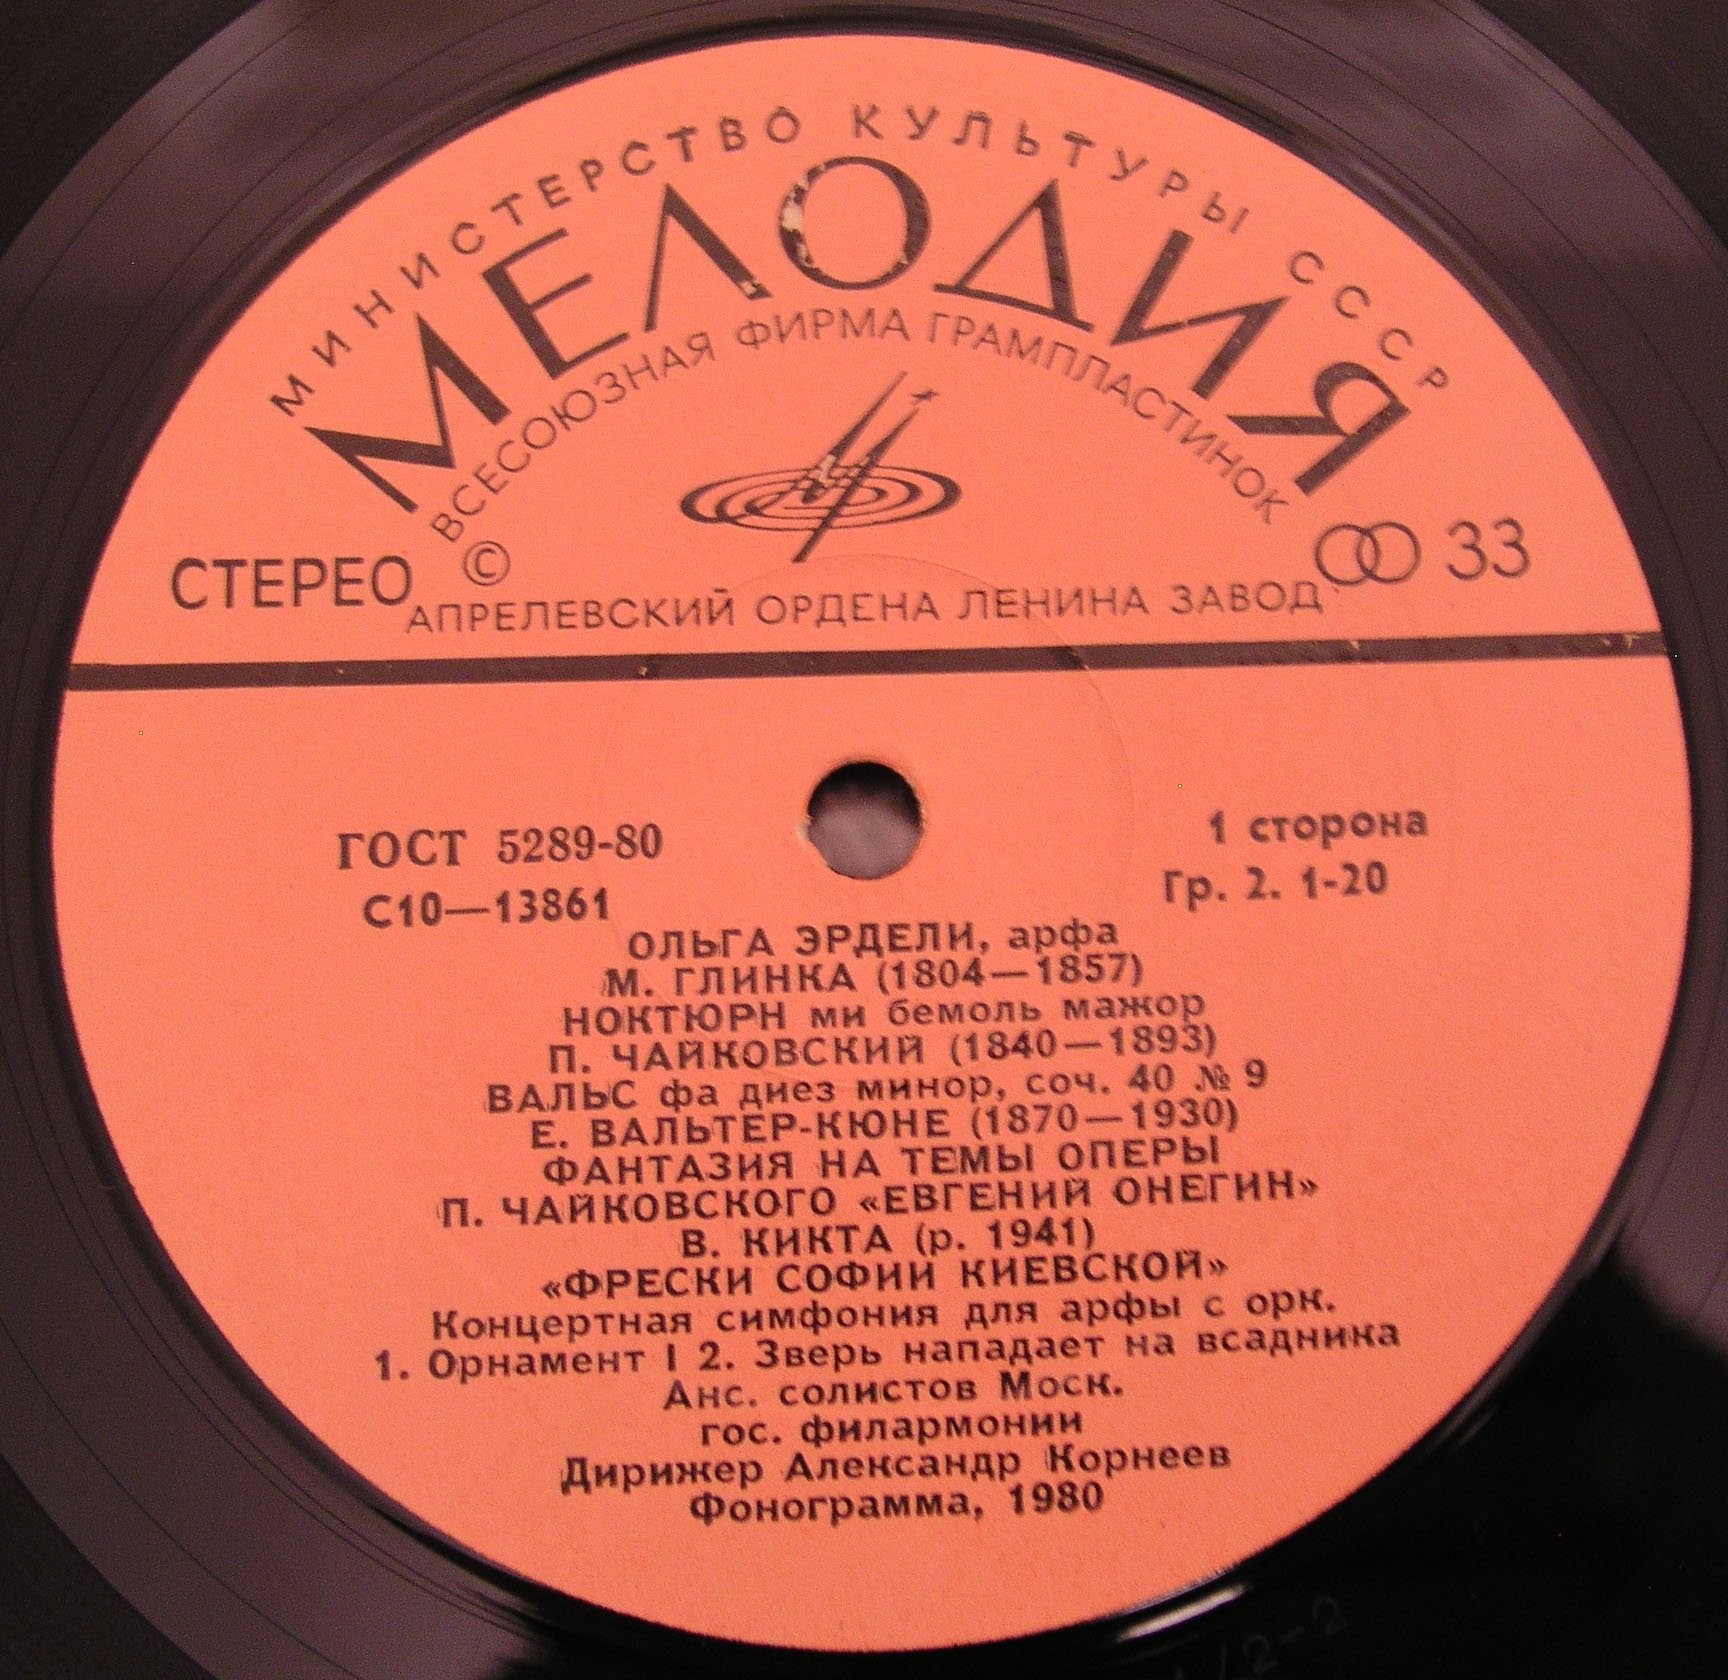 МИНИСТЕРСТВО КУЛЬТУРЫ СССР
МЕЛОДИЯ
ВСЕСОЮЗНАЯ ФИРМА ГРАМПЛАСТИНОК
СТЕРЕО © 33
АПРЕЛЕВСКИЙ ОРДЕНА ЛЕНИНА ЗАВОД
ГОСТ 5289-80
С10—13861
1 сторона
Гр. 2. 1-20
ОЛЬГА ЭРДЕЛИ, арфа
М. ГЛИНКА (1804—1857)
НОКТЮРН ми бемоль мажор
П. ЧАЙКОВСКИЙ (1840—1893)
ВАЛЬС фа диез минор, соч. 40 № 9
Е. ВАЛЬТЕР-КЮНЕ (1870—1930)
ФАНТАЗИЯ НА ТЕМЫ ОПЕРЫ
П. ЧАЙКОВСКОГО «ЕВГЕНИЙ ОНЕГИН»
В. КИКТА (р. 1941)
«ФРЕСКИ СОФИИ КИЕВСКОЙ»
Концертная симфония для арфы с орк.
1. Орнамент I 2. Зверь нападает на всадника
Анс. солистов Моск.
гос. филармонии
Дирижер Александр Корнеев
Фонограмма, 1980